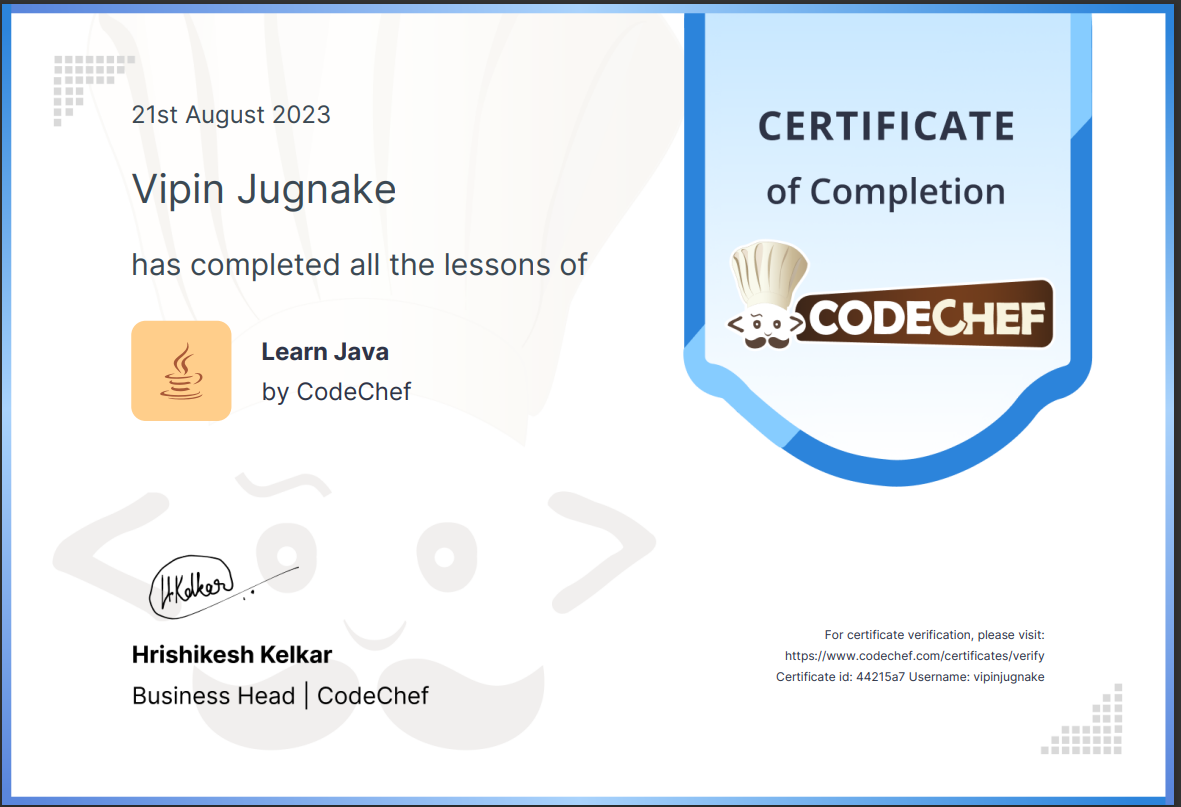 21st August 2023
Vipin Jugnake
has completed all the lessons of
Learn Java
by CodeChef
H.Kelkar
Hrishikesh Kelkar
Business Head | CodeChef
CERTIFICATE
of Completion
CODECHEF
For certificate verification, please visit:
https://www.codechef.com/certificates/verify
Certificate id: 44215a7 Username: vipinjugnake